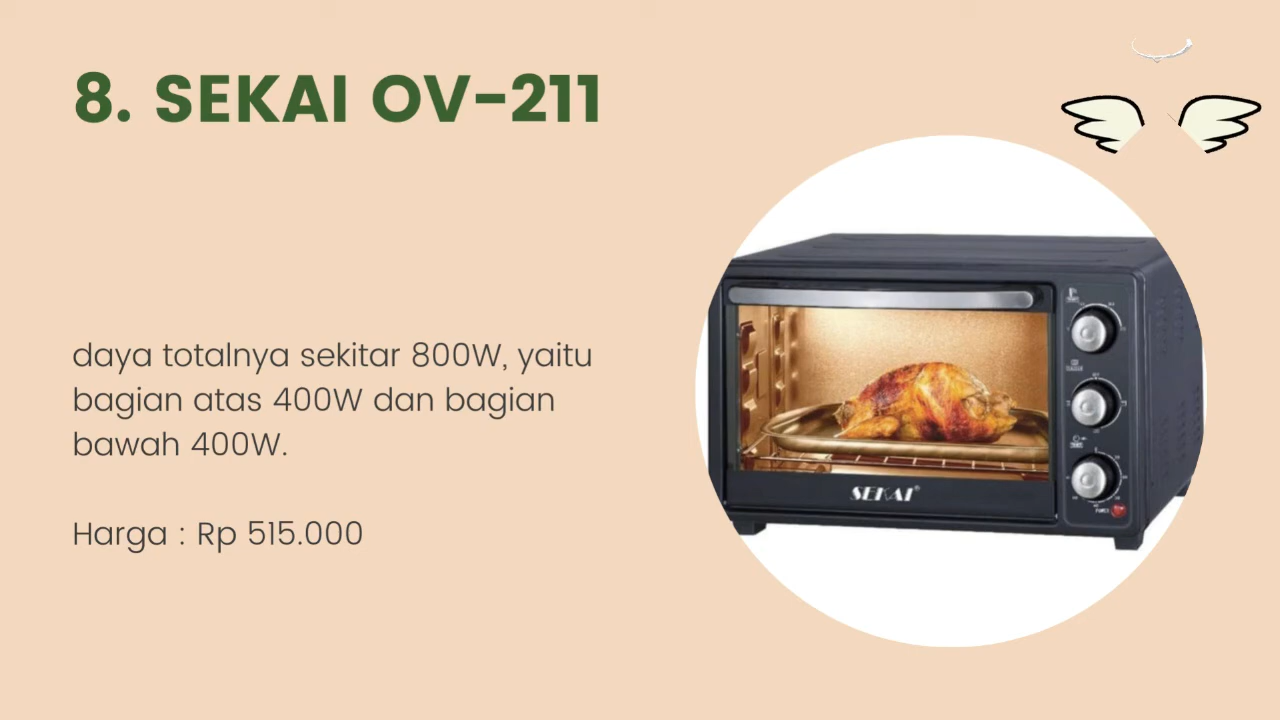 8. SEKAI OV-211
daya totalnya sekitar 800W, yaitu
bagian atas 400W dan bagian
bawah 400W.
Harga : Rp 515.000
SEKAI®